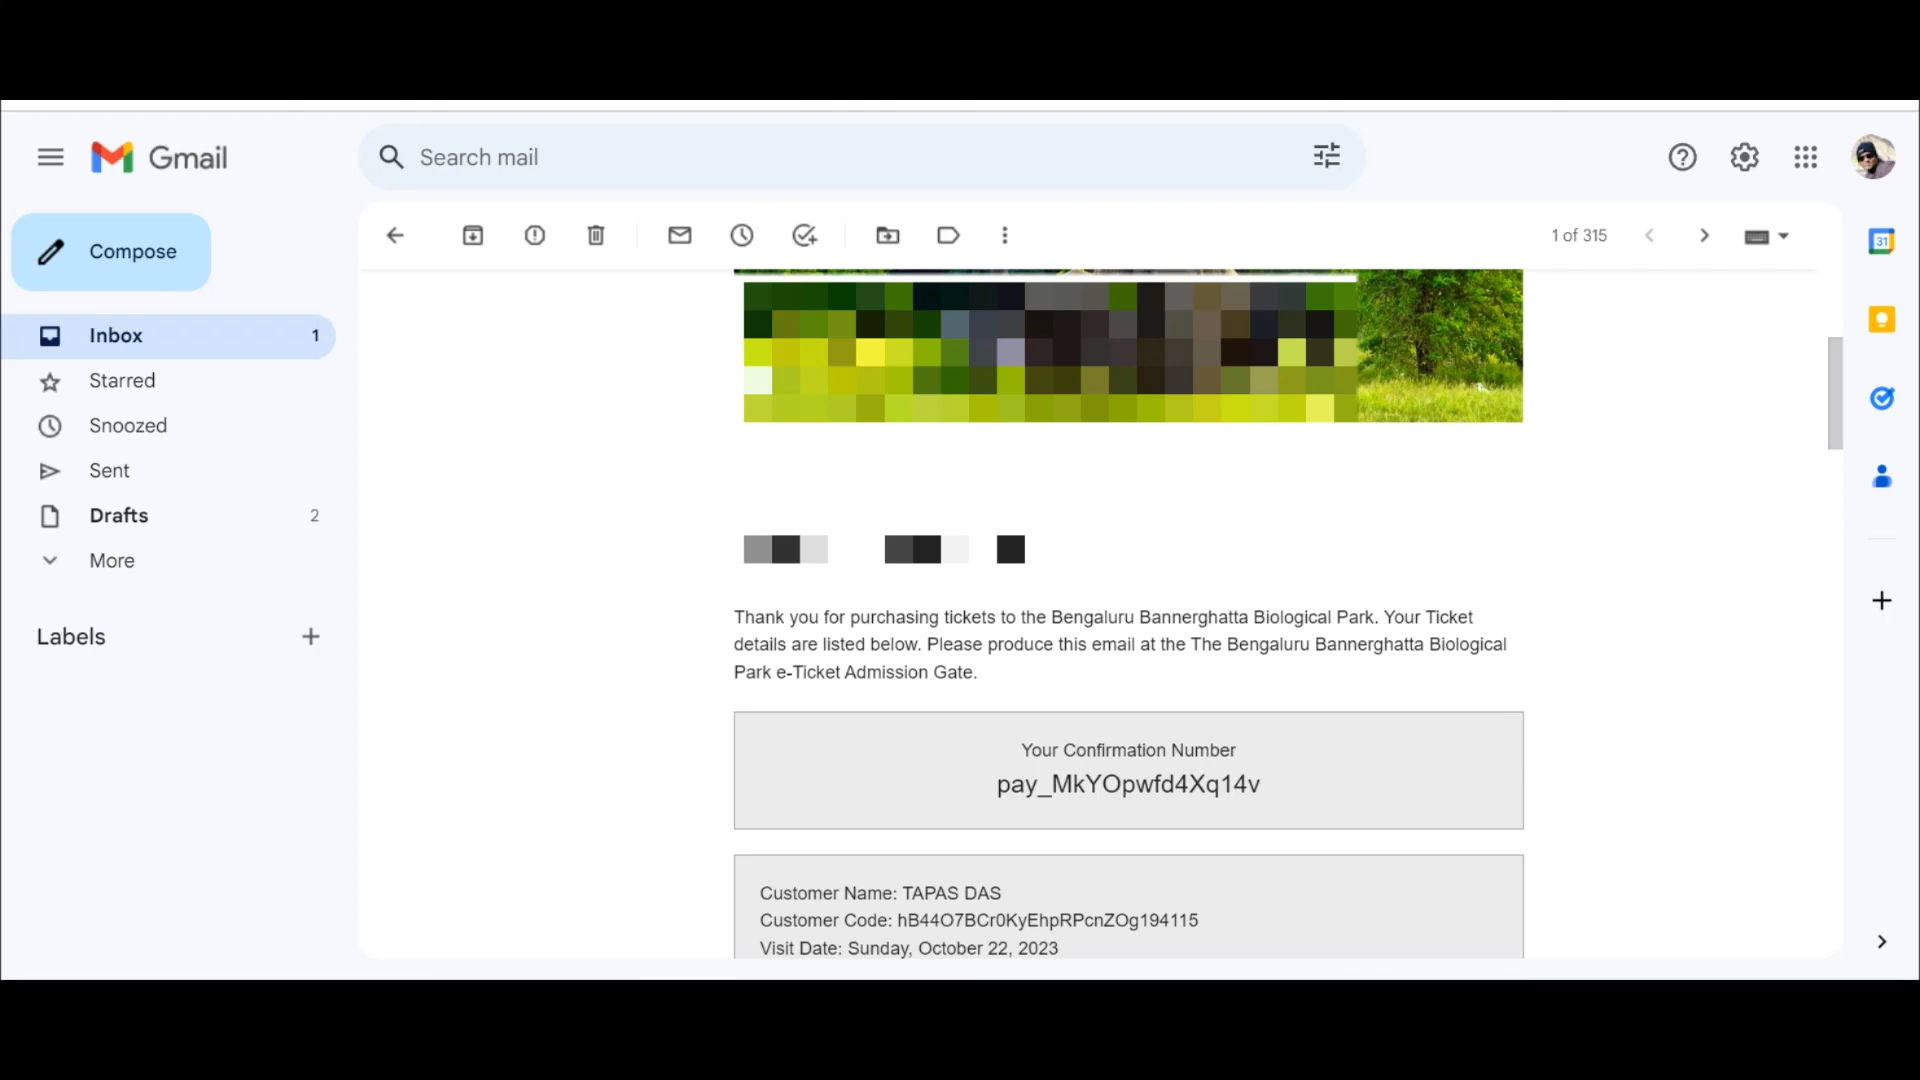 Gmail
Search mail
Compose
1 of 315
31
Inbox 1
Starred
Snoozed
Sent
Drafts 2
More
Labels
Thank you for purchasing tickets to the Bengaluru Bannerghatta Biological Park. Your Ticket
details are listed below. Please produce this email at the The Bengaluru Bannerghatta Biological
Park e-Ticket Admission Gate.
Your Confirmation Number
pay_MkYOpwfd4Xq14v
Customer Name: TAPAS DAS
Customer Code: hB44O7BCr0KyEhpRPcnZOg194115
Visit Date: Sunday, October 22, 2023